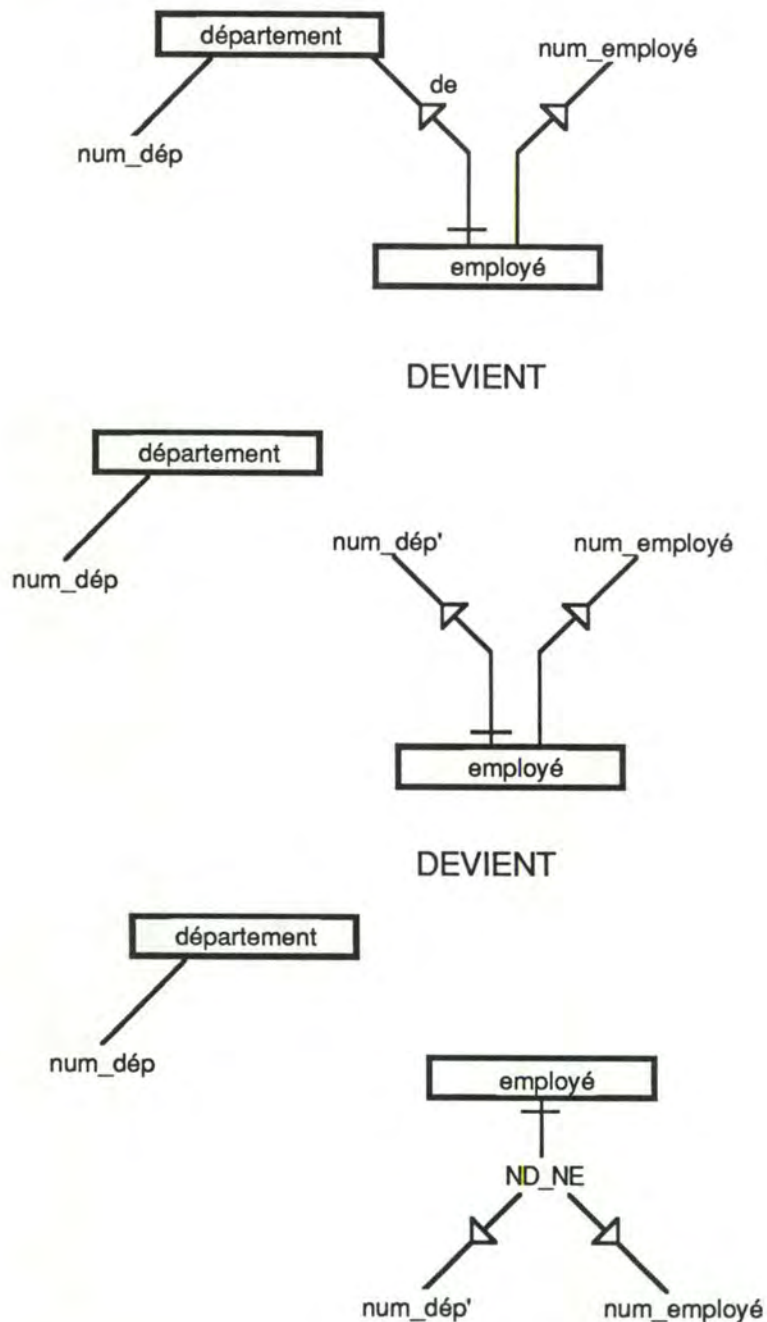 département
num_employé
de
num_dép
employé
DEVIENT
département
num_dép' num_employé
num_dép
employé
DEVIENT
département
num_dép
employé
ND_NE
num_dép' num_employé